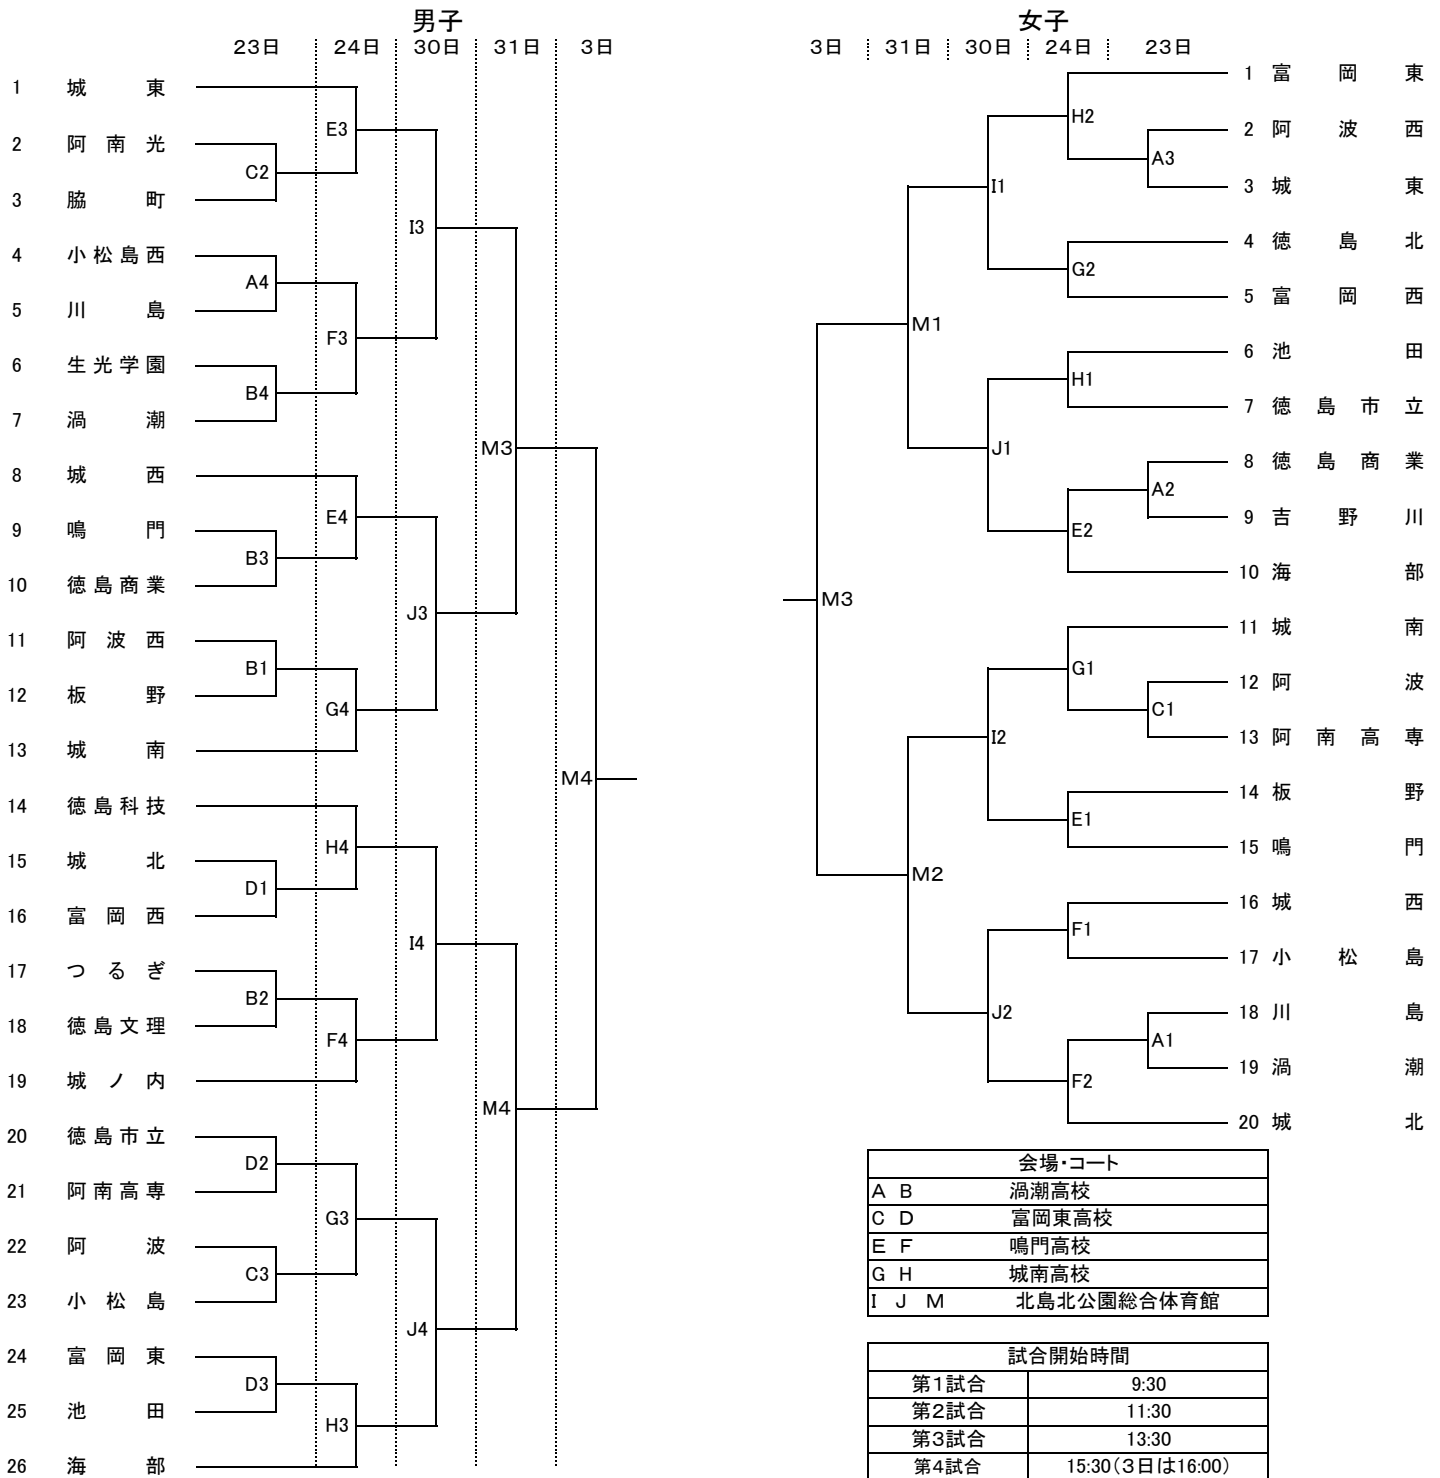 男子
23日 24日 30日 31日 3日
1 城東
2 阿南光
3 脇町
4 小松島西
5 川島
6 生光学園
7 渦潮
8 城西
9 鳴門
10 徳島商業
11 阿波西
12 板野
13 城南
14 徳島科技
15 城北
16 富岡西
17 つるぎ
18 徳島文理
19 城ノ内
20 徳島市立
21 阿南高専
22 阿波
23 小松島
24 富岡東
25 池田
26 海部
C2
A4
B4
B3
B1
D1
B2
D2
C3
D3
E3
F3
E4
G4
H4
F4
G3
H3
I3
J3
I4
J4
M3
M4
M4
女子
3日 31日 30日 24日 23日
1 富岡東
2 阿波西
3 城東
4 徳島北
5 富岡西
6 池田
7 徳島市立
8 徳島商業
9 吉野川
10 海部
11 城南
12 阿波
13 阿南高専
14 板野
15 鳴門
16 城西
17 小松島
18 川島
19 渦潮
20 城北
A3
A2
C1
A1
H2
G2
H1
E2
G1
E1
F1
F2
I1
J1
I2
J2
M1
M2
M3
会場・コート
A B 渦潮高校
C D 富岡東高校
E F 鳴門高校
G H 城南高校
I J M 北島北公園総合体育館
試合開始時間
第1試合 9:30
第2試合 11:30
第3試合 13:30
第4試合 15:30(3日は16:00)